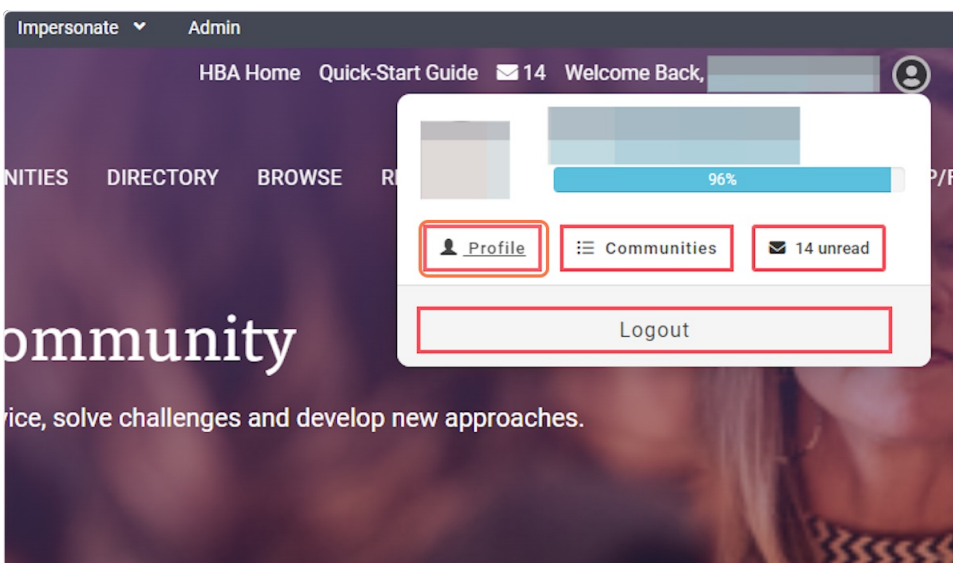 Impersonate Admin
HBA Home Quick-Start Guide 14 Welcome Back,
NITIES DIRECTORY BROWSE
96%
Profile Communities 14 unread
Logout
ommunity
vice, solve challenges and develop new approaches.